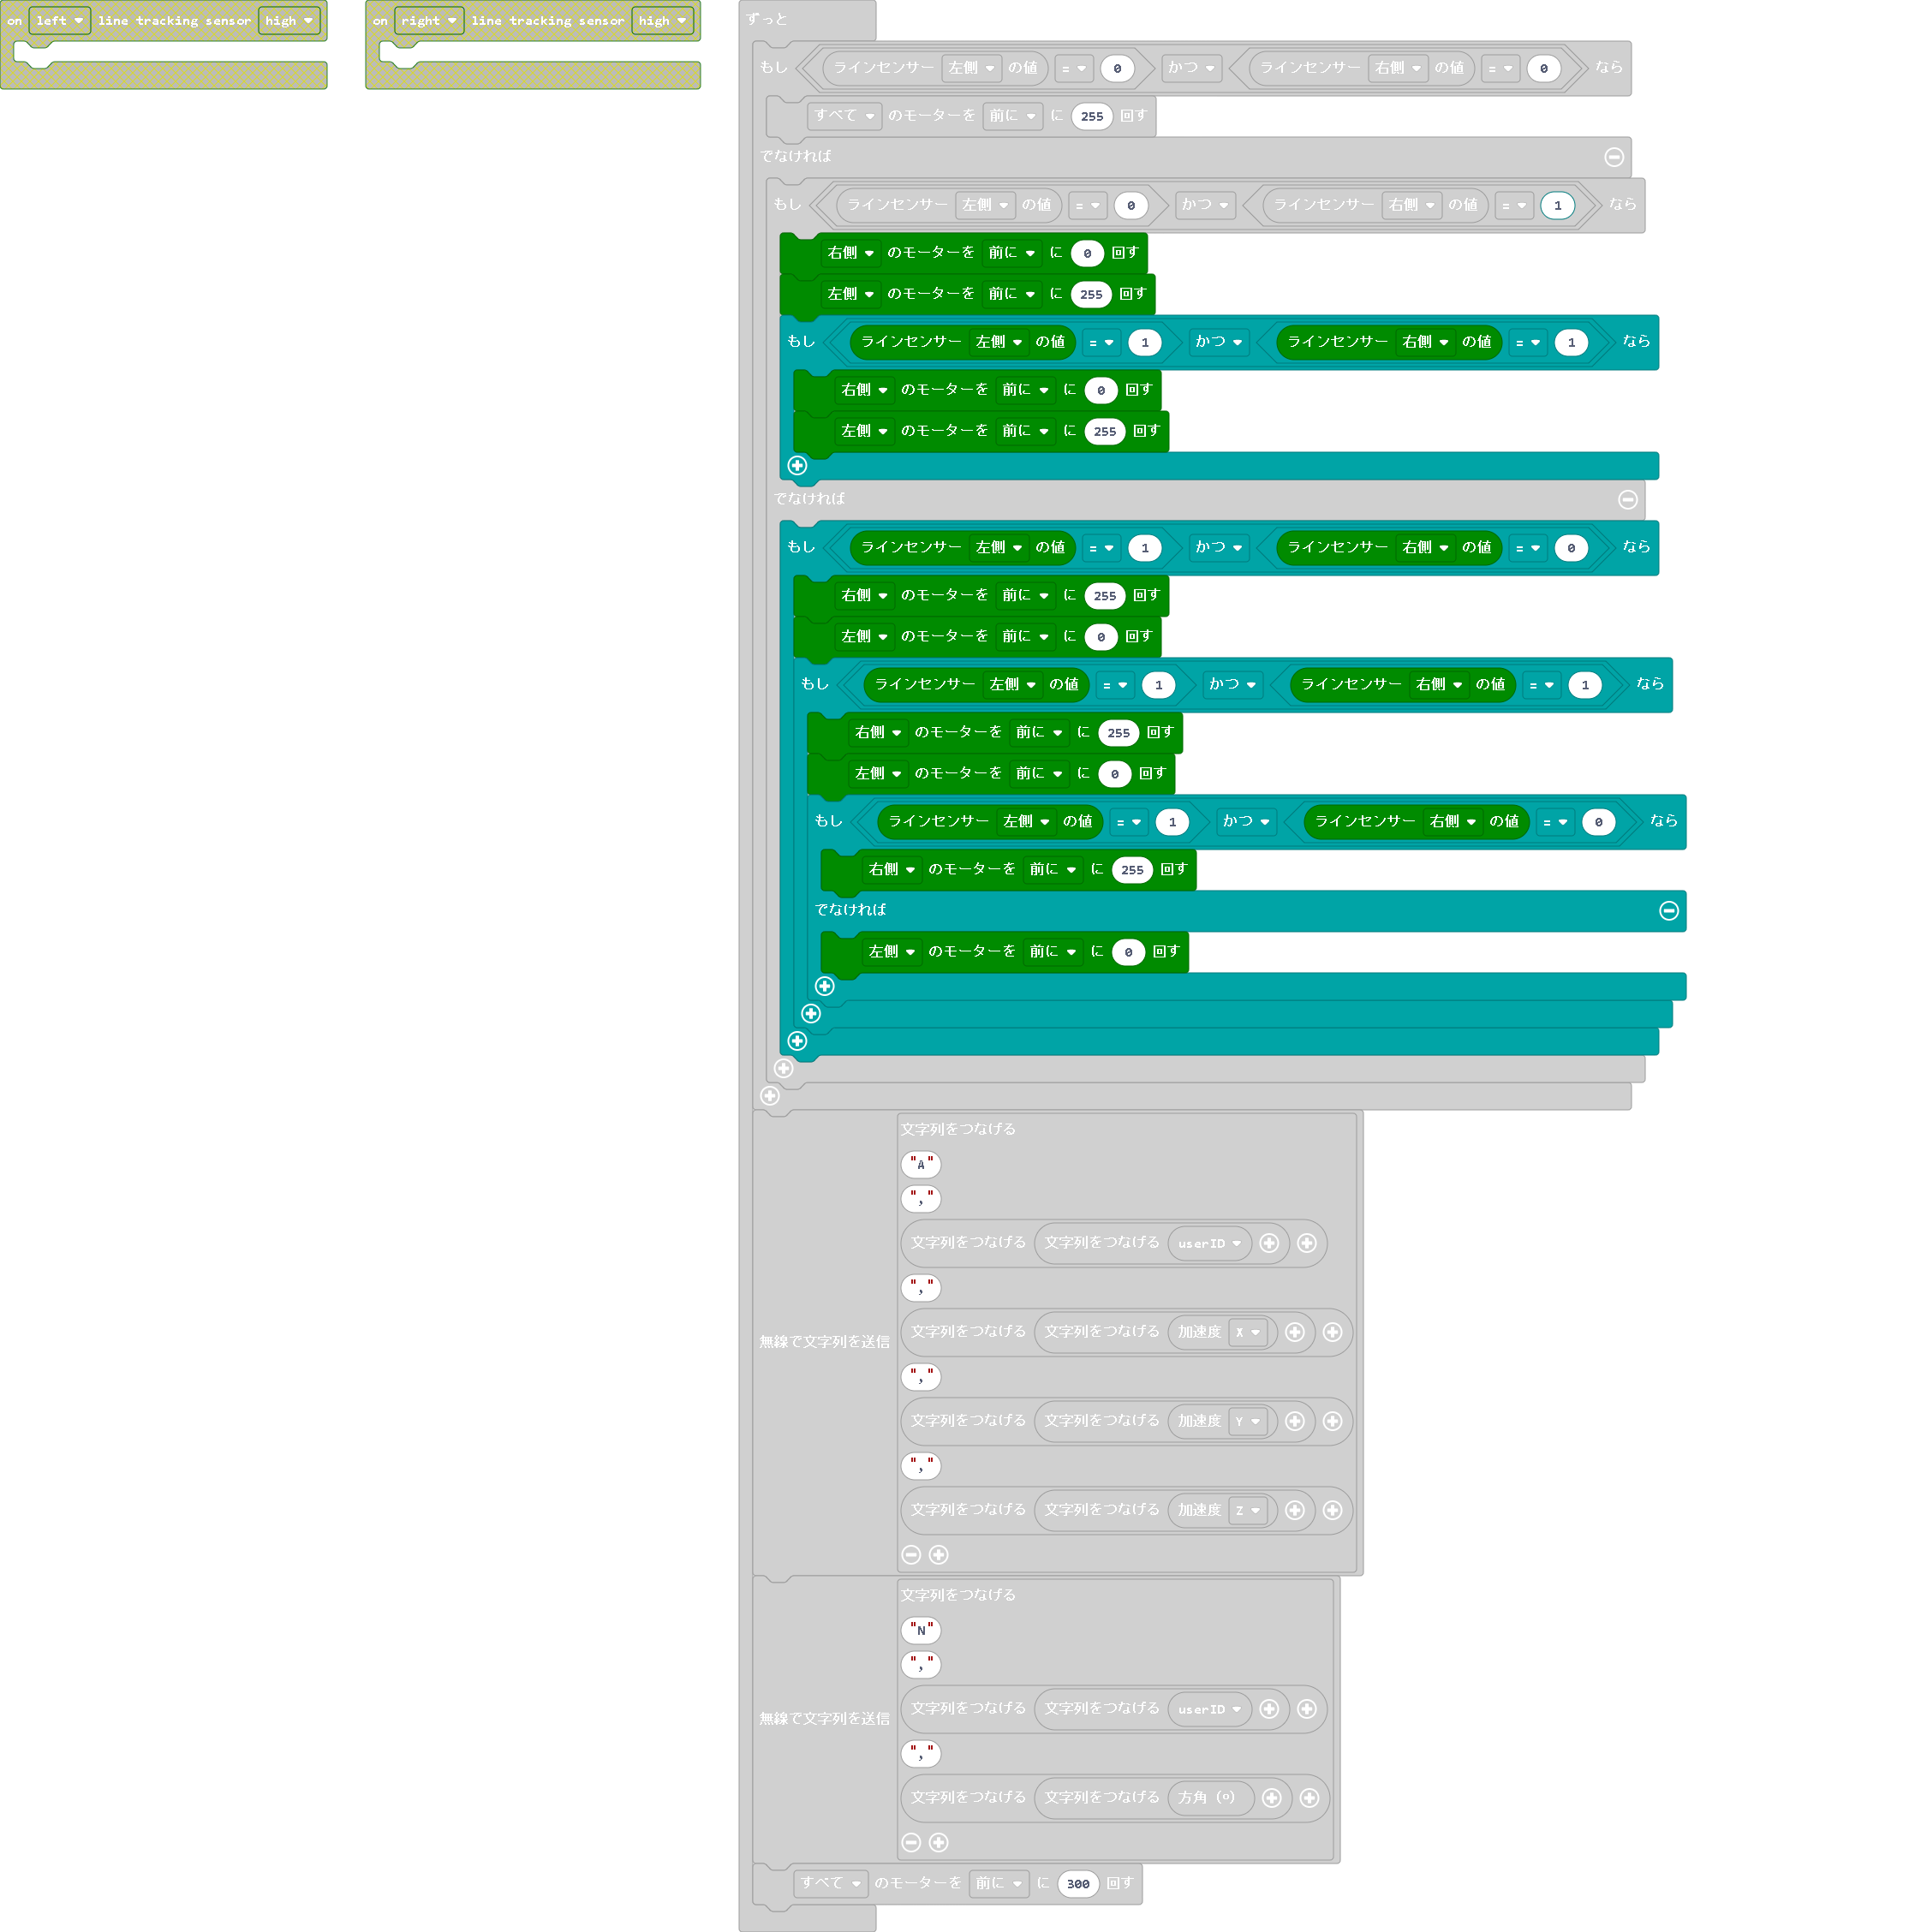 on left line tracking sensor high
on right line tracking sensor high
ずっと
もし ラインセンサー 左側 の値 = 0 かつ ラインセンサー 右側 の値 = 0 なら
すべて のモーターを 前に に 255 回す
でなければ
もし ラインセンサー 左側 の値 = 0 かつ ラインセンサー 右側 の値 = 1 なら
右側 のモーターを 前に に 0 回す
左側 のモーターを 前に に 255 回す
もし ラインセンサー 左側 の値 = 1 かつ ラインセンサー 右側 の値 = 1 なら
右側 のモーターを 前に に 0 回す
左側 のモーターを 前に に 255 回す
でなければ
もし ラインセンサー 左側 の値 = 1 かつ ラインセンサー 右側 の値 = 0 なら
右側 のモーターを 前に に 255 回す
左側 のモーターを 前に に 0 回す
もし ラインセンサー 左側 の値 = 1 かつ ラインセンサー 右側 の値 = 1 なら
右側 のモーターを 前に に 255 回す
左側 のモーターを 前に に 0 回す
もし ラインセンサー 左側 の値 = 1 かつ ラインセンサー 右側 の値 = 0 なら
右側 のモーターを 前に に 255 回す
でなければ
左側 のモーターを 前に に 0 回す
無線で文字列を送信
文字列をつなげる
"A"
","
文字列をつなげる 文字列をつなげる userID
","
文字列をつなげる 文字列をつなげる 加速度 X
","
文字列をつなげる 文字列をつなげる 加速度 Y
","
文字列をつなげる 文字列をつなげる 加速度 Z
無線で文字列を送信
文字列をつなげる
"N"
","
文字列をつなげる 文字列をつなげる userID
","
文字列をつなげる 文字列をつなげる 方角 (°)
すべて のモーターを 前に に 300 回す